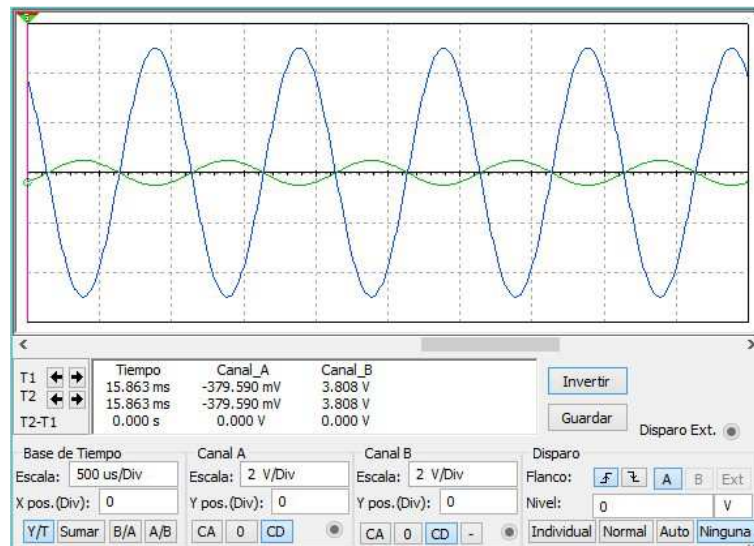 Tiempo Canal_A Canal_B
T1 15.863 ms -379.590 mV 3.808 V
T2 15.863 ms -379.590 mV 3.808 V
T2-T1 0.000 s 0.000 V 0.000 V
Invertir
Guardar
Disparo Ext.
Base de Tiempo
Escala: 500 us/Div
X pos.(Div): 0
Y/T Sumar B/A A/B
Canal A
Escala: 2 V/Div
Y pos.(Div): 0
CA 0 CD
Canal B
Escala: 2 V/Div
Y pos.(Div): 0
CA 0 CD -
Disparo
Flanco: A B Ext
Nivel: 0 V
Individual Normal Auto Ninguna